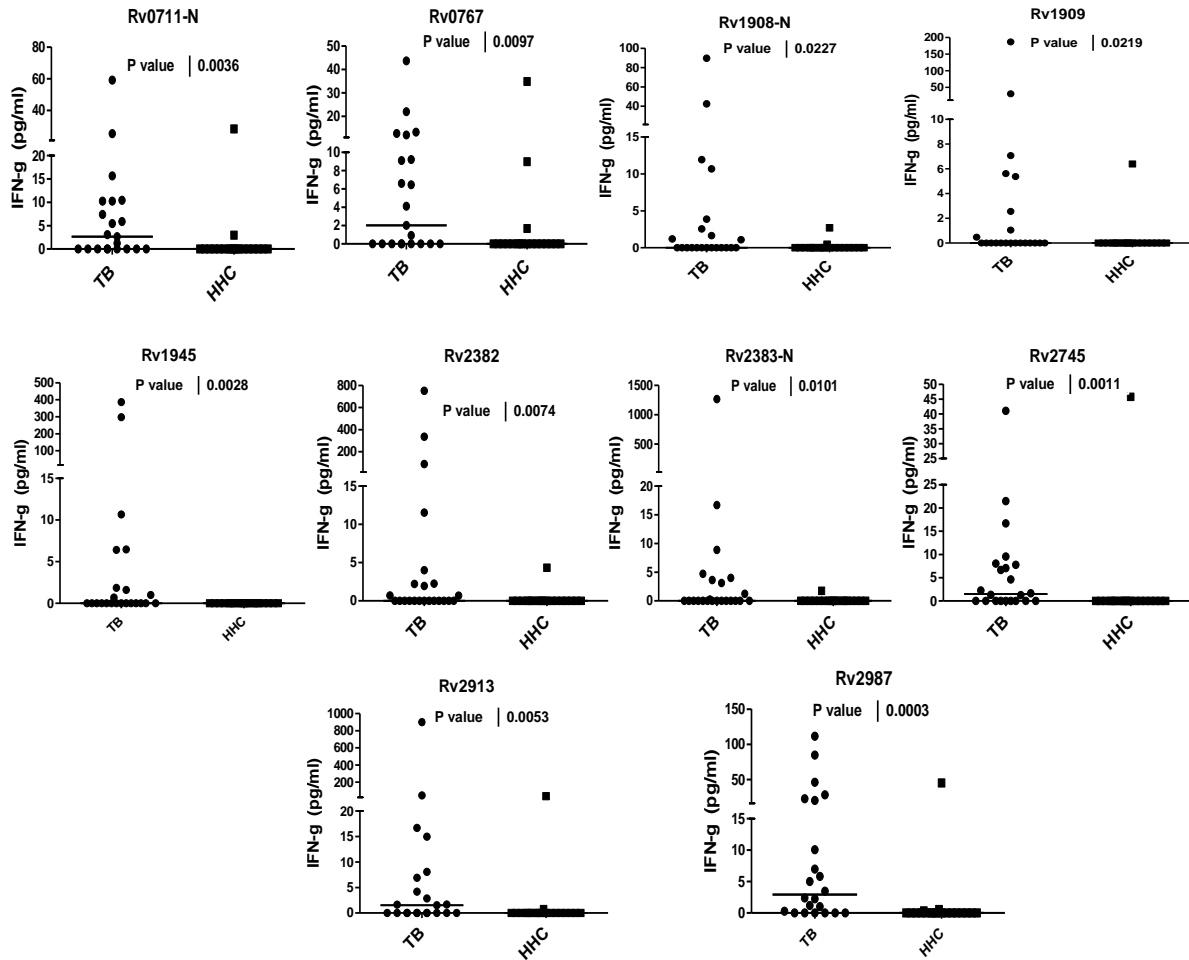 Rv0711-N
P value 0.0036
IFN-g (pg/ml)
80
60
40
20
15
10
5
0
TB
HHC
Rv0767
P value 0.0097
50
40
30
20
10
8
6
4
2
0
TB
HHC
Rv1908-N
P value 0.0227
IFN-g (pg/ml)
100
80
60
40
15
10
5
0
TB
HHC
Rv1909
P value 0.0219
IFN-g (pg/ml)
200
150
100
50
10
8
6
4
2
0
TB
HHC
Rv1945
P value 0.0028
IFN-g (pg/ml)
500
400
300
200
100
15
10
5
0
TB
HHC
Rv2382
P value 0.0074
IFN-g (pg/ml)
800
600
400
200
15
10
5
0
TB
HHC
Rv2383-N
P value 0.0101
IFN-g (pg/ml)
1500
1000
500
20
15
10
5
0
TB
HHC
Rv2745
P value 0.0011
IFN-g (pg/ml)
50
45
40
35
30
25
25
20
15
10
5
0
TB
HHC
Rv2913
P value 0.0053
IFN-g (pg/ml)
1000
800
600
400
200
20
15
10
5
0
TB
HHC
Rv2987
P value 0.0003
IFN-g (pg/ml)
150
100
50
15
10
5
0
TB
HHC